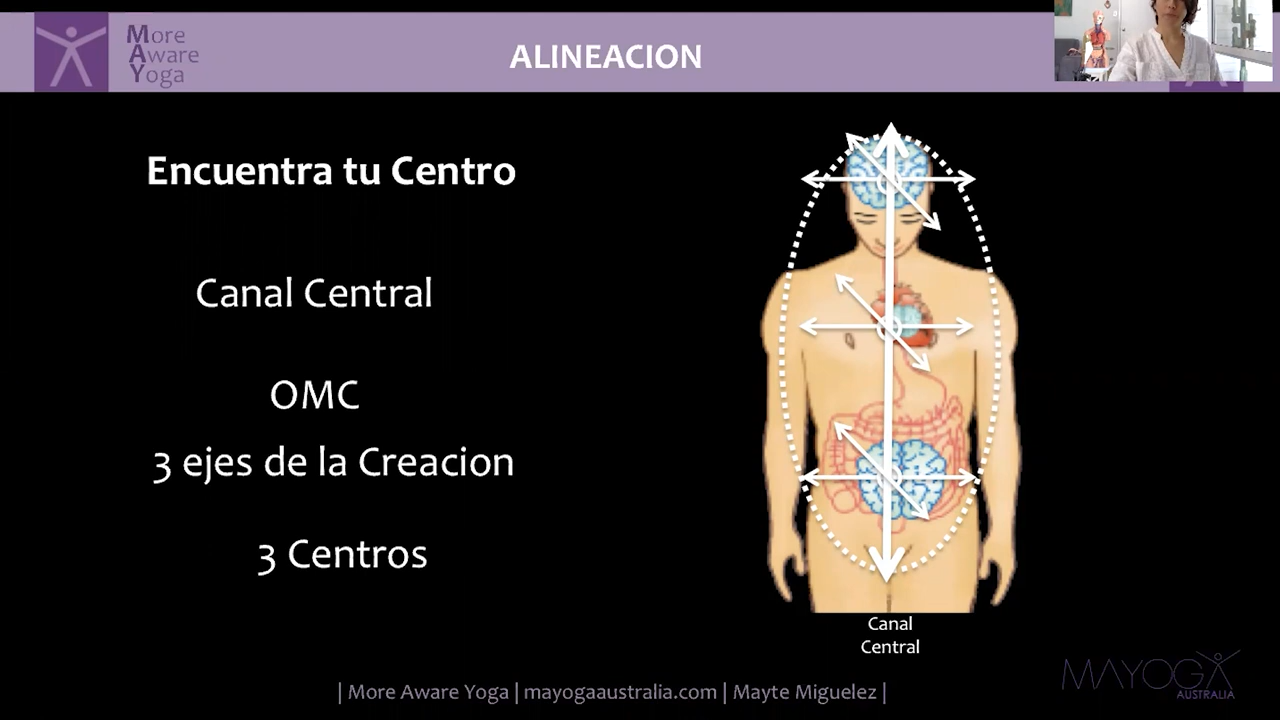 More
Aware
Yoga
ALINEACION
Encuentra tu Centro
Canal Central
OMC
3 ejes de la Creacion
3 Centros
Canal
Central
| More Aware Yoga | mayogaaustralia.com | Mayte Miguelez |
MAYOGA
AUSTRALIA